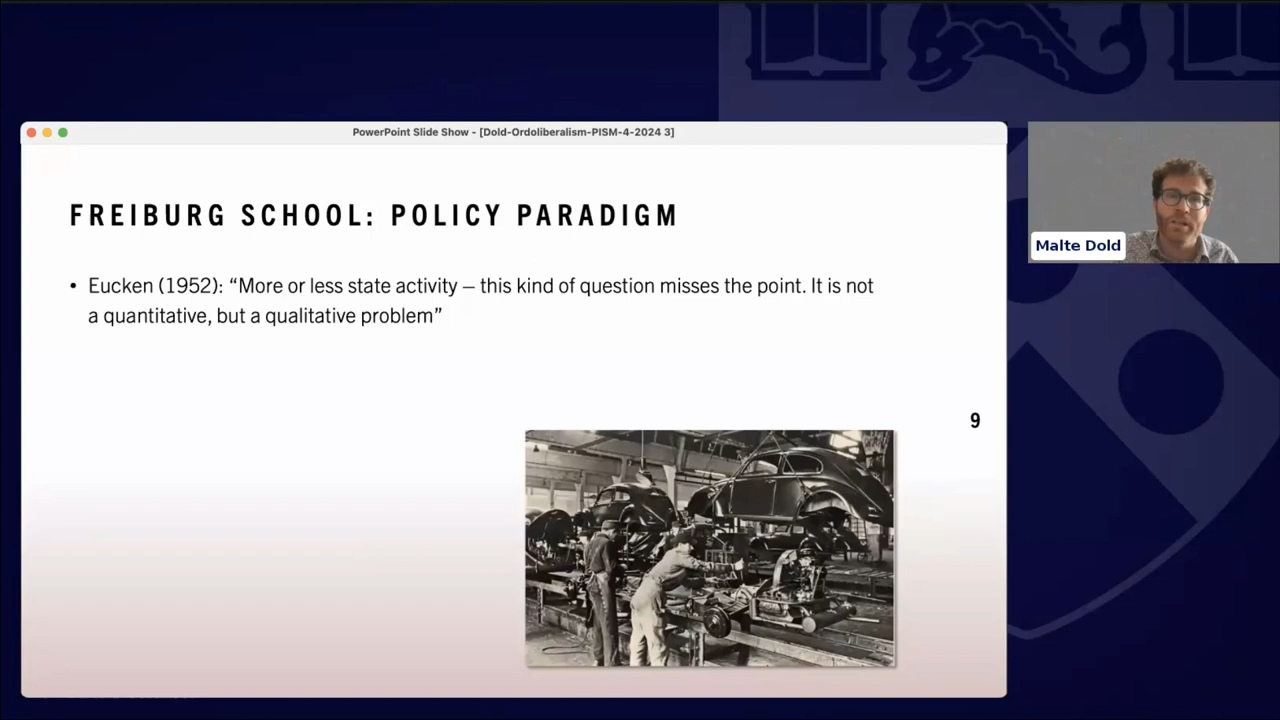 PowerPoint Slide Show - [Dold-Ordoliberalism-PISM-4-2024 3]
FREIBURG SCHOOL: POLICY PARADIGM
• Eucken (1952): “More or less state activity – this kind of question misses the point. It is not
a quantitative, but a qualitative problem”
9
Malte Dold